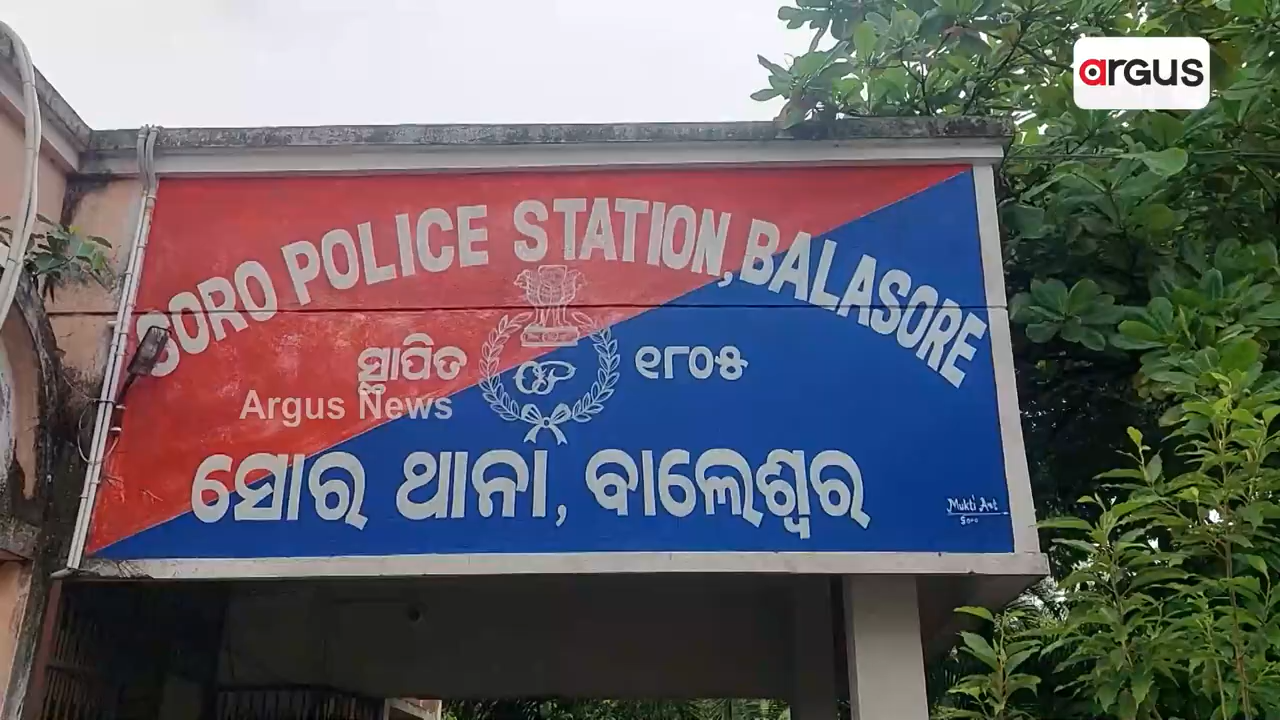 argus
SORO POLICE STATION, BALASORE
ସ୍ଥାପିତ ୧୮୦୫
Argus News
ସୋର ଥାନା, ବାଲେଶ୍ୱର
Mukti Art
Soro